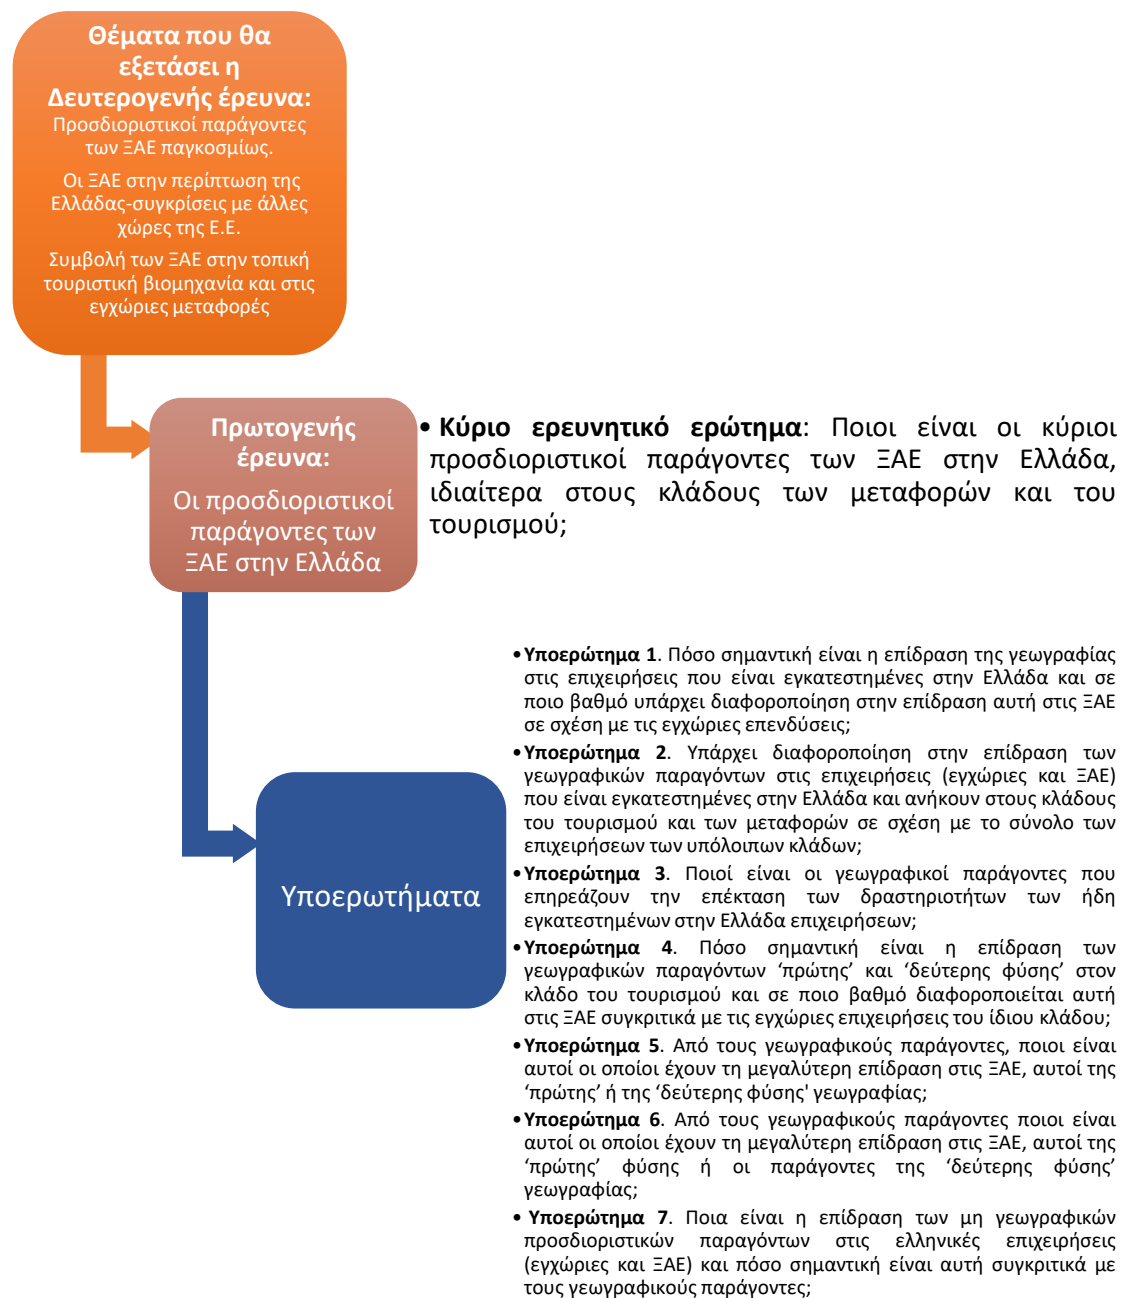 Θέματα που θα
εξετάσει η
Δευτερογενής έρευνα:
Προσδιοριστικοί παράγοντες
των ΞΑΕ παγκοσμίως.
Οι ΞΑΕ στην περίπτωση της
Ελλάδας-συγκρίσεις με άλλες
χώρες της Ε.Ε.
Συμβολή των ΞΑΕ στην τοπική
τουριστική βιομηχανία και στις
εγχώριες μεταφορές
Πρωτογενής
έρευνα:
Οι προσδιοριστικοί
παράγοντες των
ΞΑΕ στην Ελλάδα
• Κύριο ερευνητικό ερώτημα: Ποιοι είναι οι κύριοι
προσδιοριστικοί παράγοντες των ΞΑΕ στην Ελλάδα,
ιδιαίτερα στους κλάδους των μεταφορών και του
τουρισμού;
Υποερωτήματα
•Υποερώτημα 1. Πόσο σημαντική είναι η επίδραση της γεωγραφίας
στις επιχειρήσεις που είναι εγκατεστημένες στην Ελλάδα και σε
ποιο βαθμό υπάρχει διαφοροποίηση στην επίδραση αυτή στις ΞΑΕ
σε σχέση με τις εγχώριες επενδύσεις;
•Υποερώτημα 2. Υπάρχει διαφοροποίηση στην επίδραση των
γεωγραφικών παραγόντων στις επιχειρήσεις (εγχώριες και ΞΑΕ)
που είναι εγκατεστημένες στην Ελλάδα και ανήκουν στους κλάδους
του τουρισμού και των μεταφορών σε σχέση με το σύνολο των
επιχειρήσεων των υπόλοιπων κλάδων;
•Υποερώτημα 3. Ποιοί είναι οι γεωγραφικοί παράγοντες που
επηρεάζουν την επέκταση των δραστηριοτήτων των ήδη
εγκατεστημένων στην Ελλάδα επιχειρήσεων;
•Υποερώτημα 4. Πόσο σημαντική είναι η επίδραση των
γεωγραφικών παραγόντων ‘πρώτης’ και ‘δεύτερης φύσης’ στον
κλάδο του τουρισμού και σε ποιο βαθμό διαφοροποιείται αυτή
στις ΞΑΕ συγκριτικά με τις εγχώριες επιχειρήσεις του ίδιου κλάδου;
•Υποερώτημα 5. Από τους γεωγραφικούς παράγοντες, ποιοι είναι
αυτοί οι οποίοι έχουν τη μεγαλύτερη επίδραση στις ΞΑΕ, αυτοί της
‘πρώτης’ ή της ‘δεύτερης φύσης' γεωγραφίας;
•Υποερώτημα 6. Από τους γεωγραφικούς παράγοντες ποιοι είναι
αυτοί οι οποίοι έχουν τη μεγαλύτερη επίδραση στις ΞΑΕ, αυτοί της
‘πρώτης’ φύσης ή οι παράγοντες της ‘δεύτερης φύσης’
γεωγραφίας;
• Υποερώτημα 7. Ποια είναι η επίδραση των μη γεωγραφικών
προσδιοριστικών παραγόντων στις ελληνικές επιχειρήσεις
(εγχώριες και ΞΑΕ) και πόσο σημαντική είναι αυτή συγκριτικά με
τους γεωγραφικούς παράγοντες;